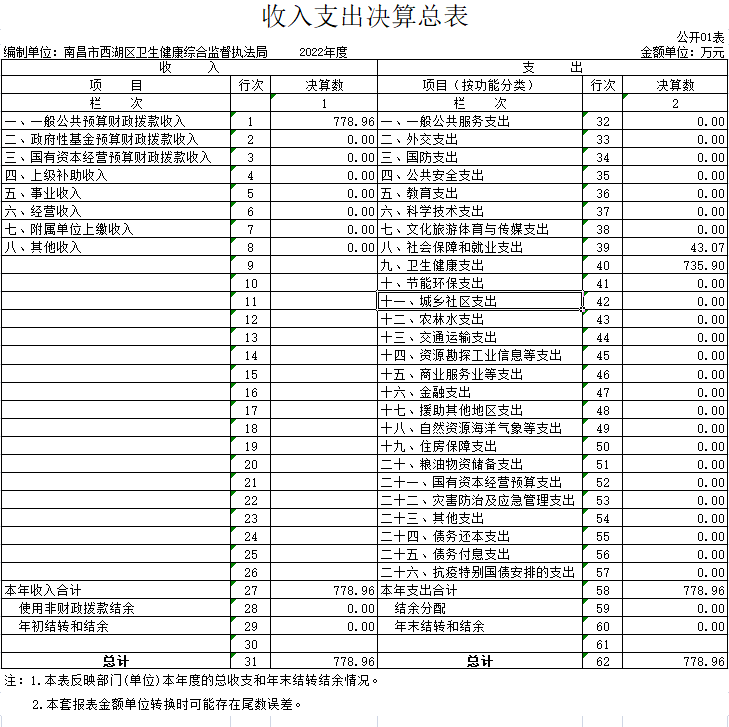 收入支出决算总表
公开01表
编制单位：南昌市西湖区卫生健康综合监督执法局 2022年度 金额单位：万元
收 入 支 出
项 目 行次 决算数 项目（按功能分类） 行次 决算数
栏 次 1 栏 次 2
一、一般公共预算财政拨款收入 1 778.96 一、一般公共服务支出 32 0.00
二、政府性基金预算财政拨款收入 2 0.00 二、外交支出 33 0.00
三、国有资本经营预算财政拨款收入 3 0.00 三、国防支出 34 0.00
四、上级补助收入 4 0.00 四、公共安全支出 35 0.00
五、事业收入 5 0.00 五、教育支出 36 0.00
六、经营收入 6 0.00 六、科学技术支出 37 0.00
七、附属单位上缴收入 7 0.00 七、文化旅游体育与传媒支出 38 0.00
八、其他收入 8 0.00 八、社会保障和就业支出 39 43.07
9 九、卫生健康支出 40 735.90
10 十、节能环保支出 41 0.00
11 十一、城乡社区支出 42 0.00
12 十二、农林水支出 43 0.00
13 十三、交通运输支出 44 0.00
14 十四、资源勘探工业信息等支出 45 0.00
15 十五、商业服务业等支出 46 0.00
16 十六、金融支出 47 0.00
17 十七、援助其他地区支出 48 0.00
18 十八、自然资源海洋气象等支出 49 0.00
19 十九、住房保障支出 50 0.00
20 二十、粮油物资储备支出 51 0.00
21 二十一、国有资本经营预算支出 52 0.00
22 二十二、灾害防治及应急管理支出 53 0.00
23 二十三、其他支出 54 0.00
24 二十四、债务还本支出 55 0.00
25 二十五、债务付息支出 56 0.00
26 二十六、抗疫特别国债安排的支出 57 0.00
本年收入合计 27 778.96 本年支出合计 58 778.96
使用非财政拨款结余 28 0.00 结余分配 59 0.00
年初结转和结余 29 0.00 年末结转和结余 60 0.00
30 61
总计 31 778.96 总计 62 778.96
注：1.本表反映部门(单位)本年度的总收支和年末结转结余情况。
2.本套报表金额单位转换时可能存在尾数误差。